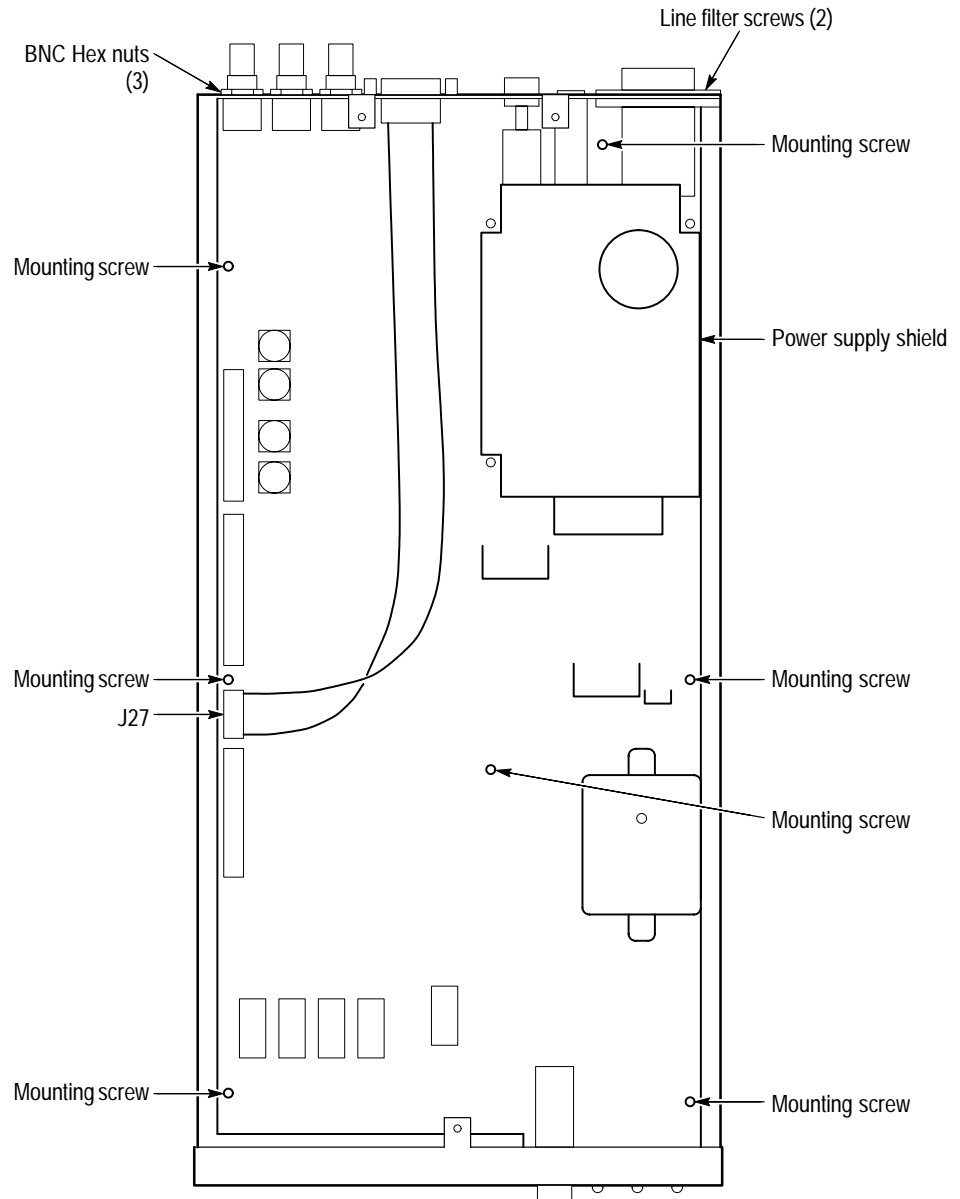 Line filter screws (2)
BNC Hex nuts
(3)
Mounting screw
Mounting screw
Power supply shield
Mounting screw
Mounting screw
J27
Mounting screw
Mounting screw
Mounting screw